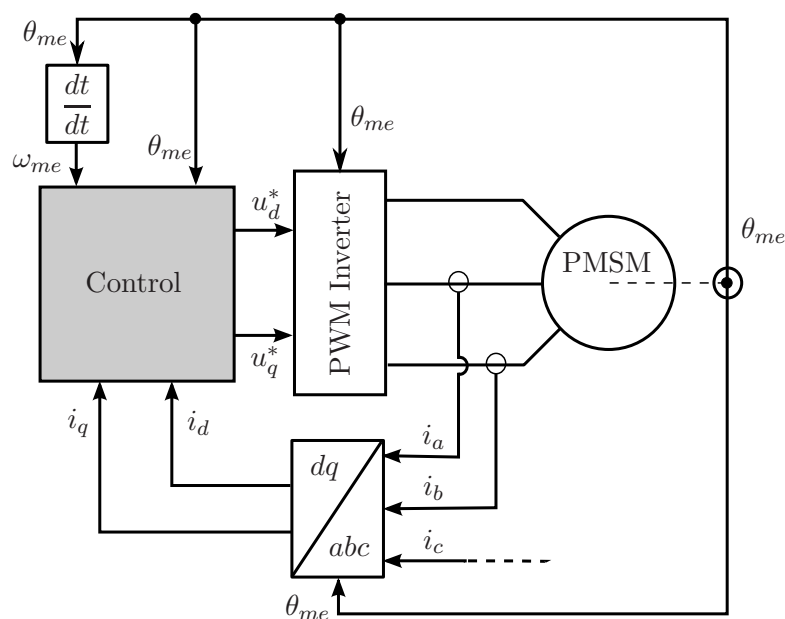 θ_me
dt
dt
ω_me
θ_me
θ_me
u_d^*
u_q^*
Control
PWM Inverter
PMSM
θ_me
i_q
i_d
dq
abc
i_a
i_b
i_c
θ_me